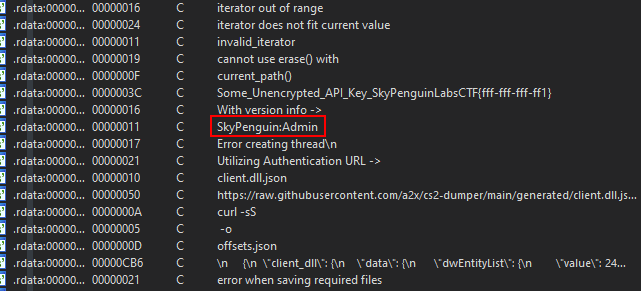 .rdata:00000... 00000016 C iterator out of range
.rdata:00000... 00000024 C iterator does not fit current value
.rdata:00000... 00000011 C invalid_iterator
.rdata:00000... 00000019 C cannot use erase() with
.rdata:00000... 0000000F C current_path()
.rdata:00000... 0000003C C Some_Unencrypted_API_Key_SkyPenguinLabsCTF{fff-fff-fff-ff1}
.rdata:00000... 00000016 C With version info ->
.rdata:00000... 00000011 C SkyPenguin:Admin
.rdata:00000... 00000017 C Error creating thread\n
.rdata:00000... 00000021 C Utilizing Authentication URL ->
.rdata:00000... 00000010 C client.dll.json
.rdata:00000... 00000050 C https://raw.githubusercontent.com/a2x/cs2-dumper/main/generated/client.dll.js...
.rdata:00000... 0000000A C curl -sS
.rdata:00000... 00000005 C -o
.rdata:00000... 0000000D C offsets.json
.rdata:00000... 00000CB6 C \n {\n \"client_dll\": {\n \"data\": {\n \"dwEntityList\": {\n \"value\": 24...
.rdata:00000... 00000021 C error when saving required files